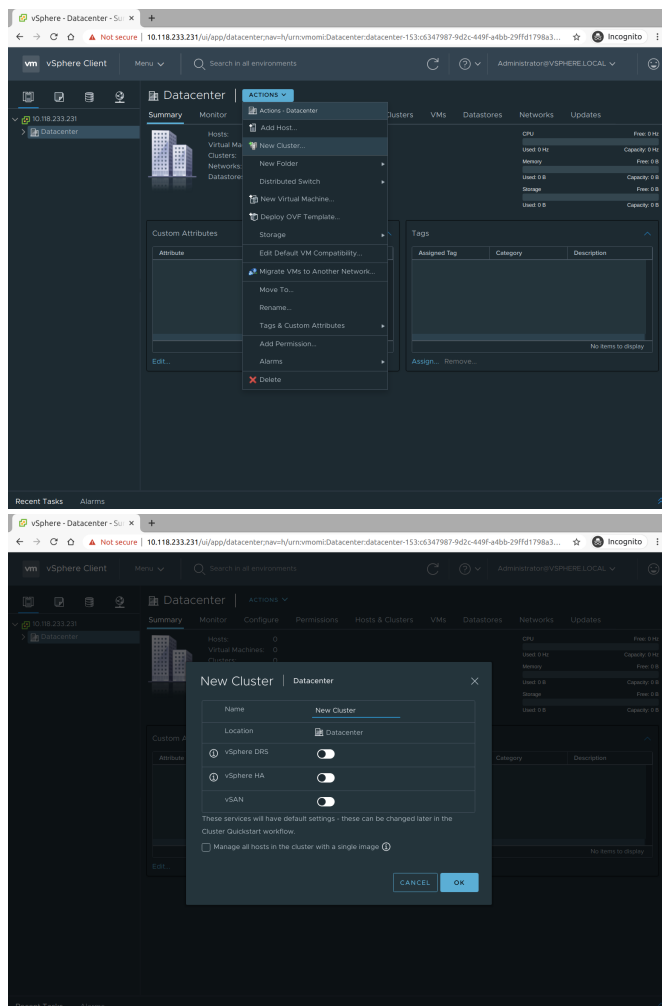 vSphere - Datacenter - Su
Not secure | 10.118.233.231/ui/app/datacenter;nav=h/urn:vmomi:Datacenter:datacenter-153:c6347987-9d2c-449f-a4bb-29ffd1798a3... Incognito
vm vSphere Client Menu Search in all environments Administrator@VSPHERE.LOCAL
Datacenter ACTIONS
10.118.233.231
Datacenter
Summary Monitor Clusters VMs Datastores Networks Updates
Actions - Datacenter
Add Host...
New Cluster...
New Folder
Distributed Switch
New Virtual Machine...
Deploy OVF Template...
Storage
Edit Default VM Compatibility...
Migrate VMs to Another Network...
Move To...
Rename...
Tags & Custom Attributes
Add Permission...
Alarms
Delete
Hosts:
Virtual Ma
Clusters:
Networks:
Datastore
CPU Free: 0 Hz
Used: 0 Hz Capacity: 0 Hz
Memory Free: 0 B
Used: 0 B Capacity: 0 B
Storage Free: 0 B
Used: 0 B Capacity: 0 B
Custom Attributes
Attribute
Edit...
Tags
Assigned Tag Category Description
No items to display
Assign... Remove...
Recent Tasks Alarms
vSphere - Datacenter - Su
Not secure | 10.118.233.231/ui/app/datacenter;nav=h/urn:vmomi:Datacenter:datacenter-153:c6347987-9d2c-449f-a4bb-29ffd1798a3... Incognito
vm vSphere Client Menu Search in all environments Administrator@VSPHERE.LOCAL
Datacenter ACTIONS
10.118.233.231
Datacenter
Summary Monitor Configure Permissions Hosts & Clusters VMs Datastores Networks Updates
Hosts: 0
Virtual Machines: 0
Clusters: 0
CPU Free: 0 Hz
Used: 0 Hz Capacity: 0 Hz
Memory Free: 0 B
Used: 0 B Capacity: 0 B
Storage Free: 0 B
Used: 0 B Capacity: 0 B
Custom A
Attribute
Edit...
Category Description
No items to display
New Cluster | Datacenter
Name New Cluster
Location Datacenter
vSphere DRS
vSphere HA
vSAN
These services will have default settings - these can be changed later in the
Cluster Quickstart workflow.
Manage all hosts in the cluster with a single image
CANCEL OK
Recent Tasks Alarms